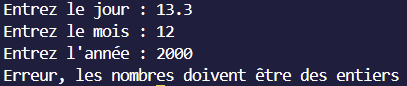 Entrez le jour : 13.3
Entrez le mois : 12
Entrez l'année : 2000
Erreur, les nombres doivent être des entiers